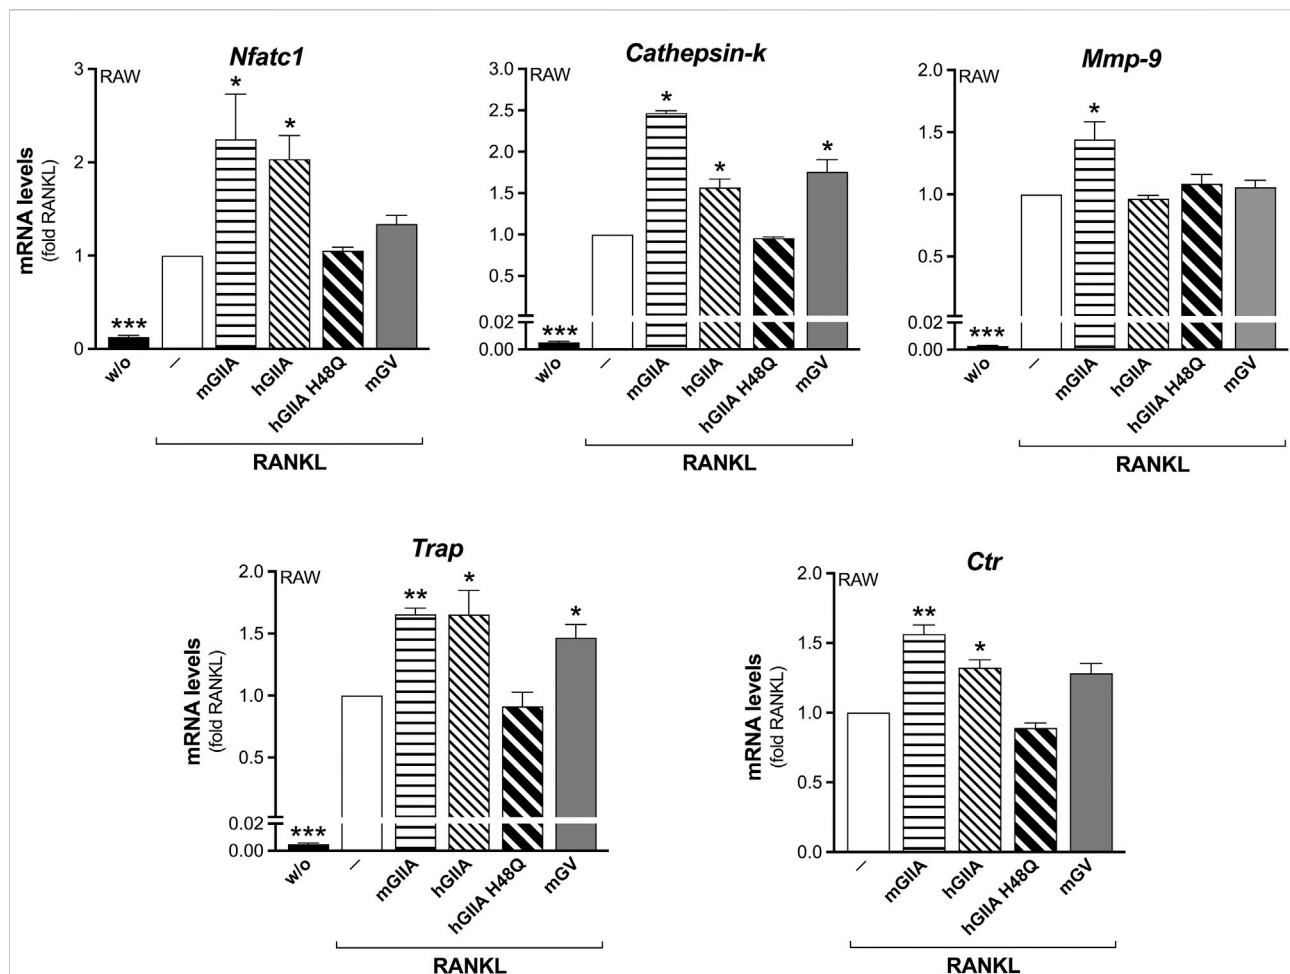 Nfatc1
RAW
mRNA levels
(fold RANKL)
3
2
1
0
*
*
***
w/o
–
mGIIA
hGIIA
hGIIA H48Q
mGV
RANKL
Cathepsin-k
RAW
3.0
2.5
2.0
1.5
1.0
0.5
0.02
0.00
*
*
*
***
w/o
–
mGIIA
hGIIA
hGIIA H48Q
mGV
RANKL
Mmp-9
RAW
2.0
1.5
1.0
0.5
0.02
0.00
*
***
w/o
–
mGIIA
hGIIA
hGIIA H48Q
mGV
RANKL
Trap
RAW
mRNA levels
(fold RANKL)
2.0
1.5
1.0
0.5
0.02
0.00
**
*
*
***
w/o
–
mGIIA
hGIIA
hGIIA H48Q
mGV
RANKL
Ctr
RAW
mRNA levels
(fold RANKL)
2.0
1.5
1.0
0.5
0.0
**
*
–
mGIIA
hGIIA
hGIIA H48Q
mGV
RANKL